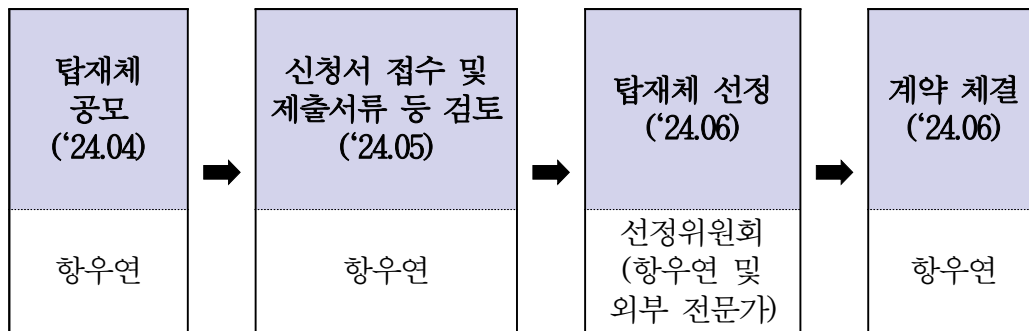 탑재체
공모
(‘24.04)
항우연
신청서 접수 및
제출서류 등 검토
(‘24.05)
항우연
탑재체 선정
(‘24.06)
선정위원회
(항우연 및
외부 전문가)
계약 체결
(‘24.06)
항우연